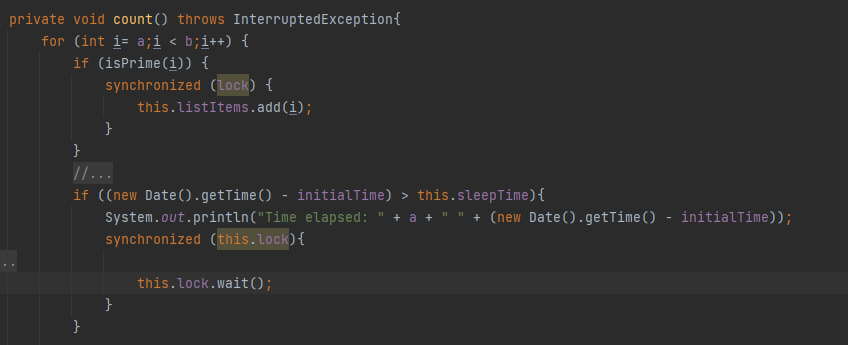 private void count() throws InterruptedException{
for (int i= a;i < b;i++) {
if (isPrime(i)) {
synchronized (lock) {
this.listItems.add(i);
}
}
//...
if ((new Date().getTime() - initialTime) > this.sleepTime){
System.out.println("Time elapsed: " + a + " " + (new Date().getTime() - initialTime));
synchronized (this.lock){
..
this.lock.wait();
}
}